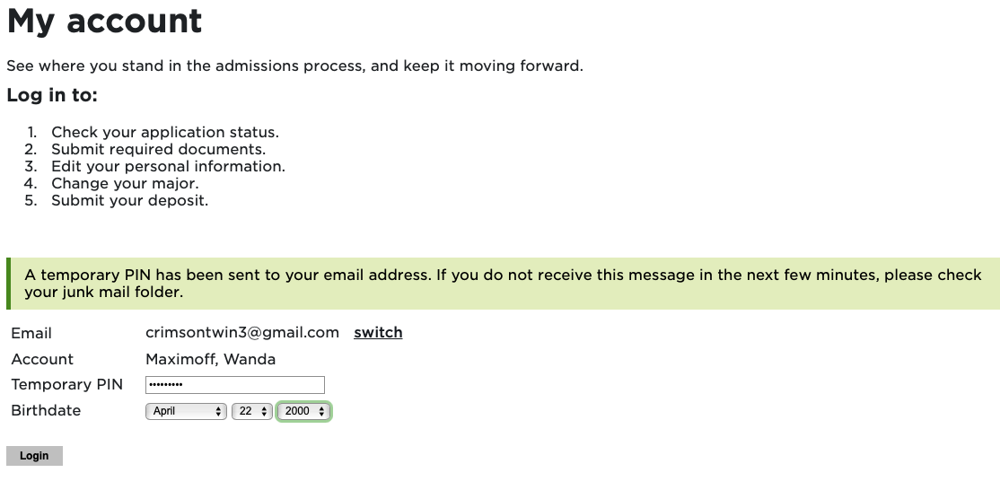 My account
See where you stand in the admissions process, and keep it moving forward.
Log in to:
1. Check your application status.
2. Submit required documents.
3. Edit your personal information.
4. Change your major.
5. Submit your deposit.
A temporary PIN has been sent to your email address. If you do not receive this message in the next few minutes, please check
your junk mail folder.
Email crimsontwin3@gmail.com switch
Account Maximoff, Wanda
Temporary PIN •••••••••
Birthdate April 22 2000
Login